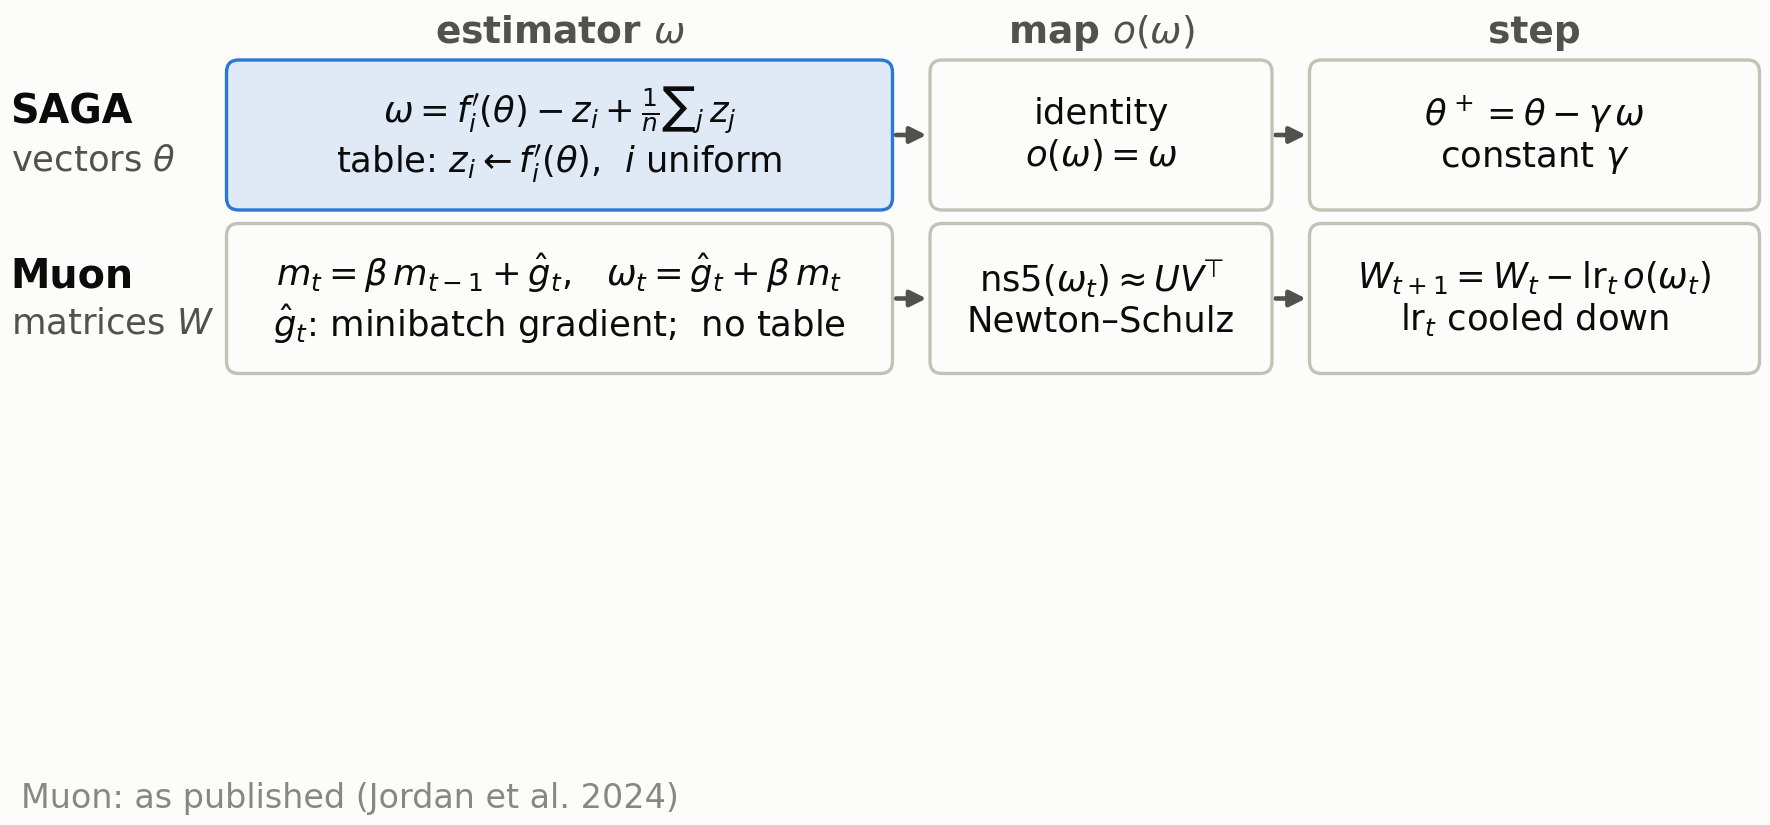 estimator ω map o(ω) step
SAGA
vectors θ
ω = f′ᵢ(θ) − zᵢ + 1/n ∑ⱼ zⱼ
table: zᵢ ← f′ᵢ(θ), i uniform
identity
o(ω) = ω
θ⁺ = θ − γ ω
constant γ
Muon
matrices W
mₜ = β mₜ₋₁ + ĝₜ, ωₜ = ĝₜ + β mₜ
ĝₜ: minibatch gradient; no table
ns5(ωₜ) ≈ UV⊤
Newton–Schulz
Wₜ₊₁ = Wₜ − lrₜ o(ωₜ)
lrₜ cooled down
Muon: as published (Jordan et al. 2024)